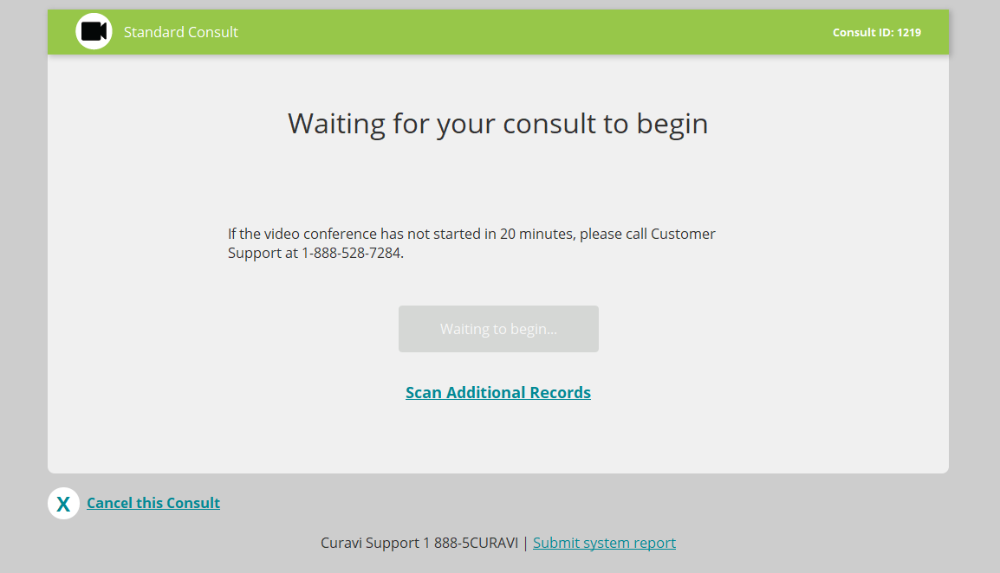 Standard Consult
Consult ID: 1219
Waiting for your consult to begin
If the video conference has not started in 20 minutes, please call Customer
Support at 1-888-528-7284.
Waiting to begin...
Scan Additional Records
X Cancel this Consult
Curavi Support 1 888-5CURAVI | Submit system report